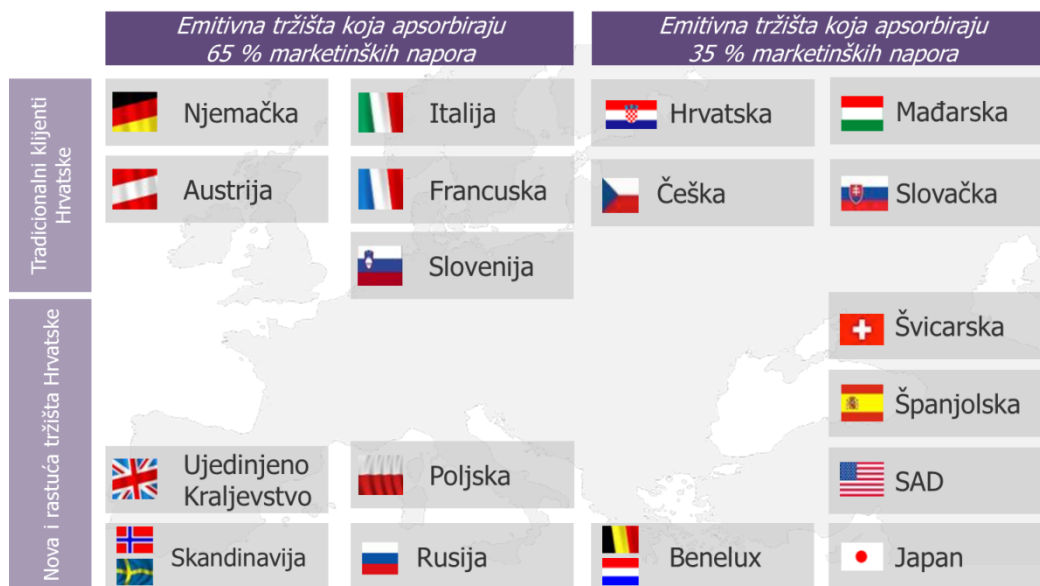 Emitivna tržišta koja apsorbiraju
65 % marketinških napora
Emitivna tržišta koja apsorbiraju
35 % marketinških napora
Tradicionalni klijenti
Hrvatske
Njemačka
Italija
Hrvatska
Mađarska
Austrija
Francuska
Češka
Slovačka
Slovenija
Nova i rastuća tržišta Hrvatske
Švicarska
Španjolska
Ujedinjeno
Kraljevstvo
Poljska
SAD
Skandinavija
Rusija
Benelux
Japan